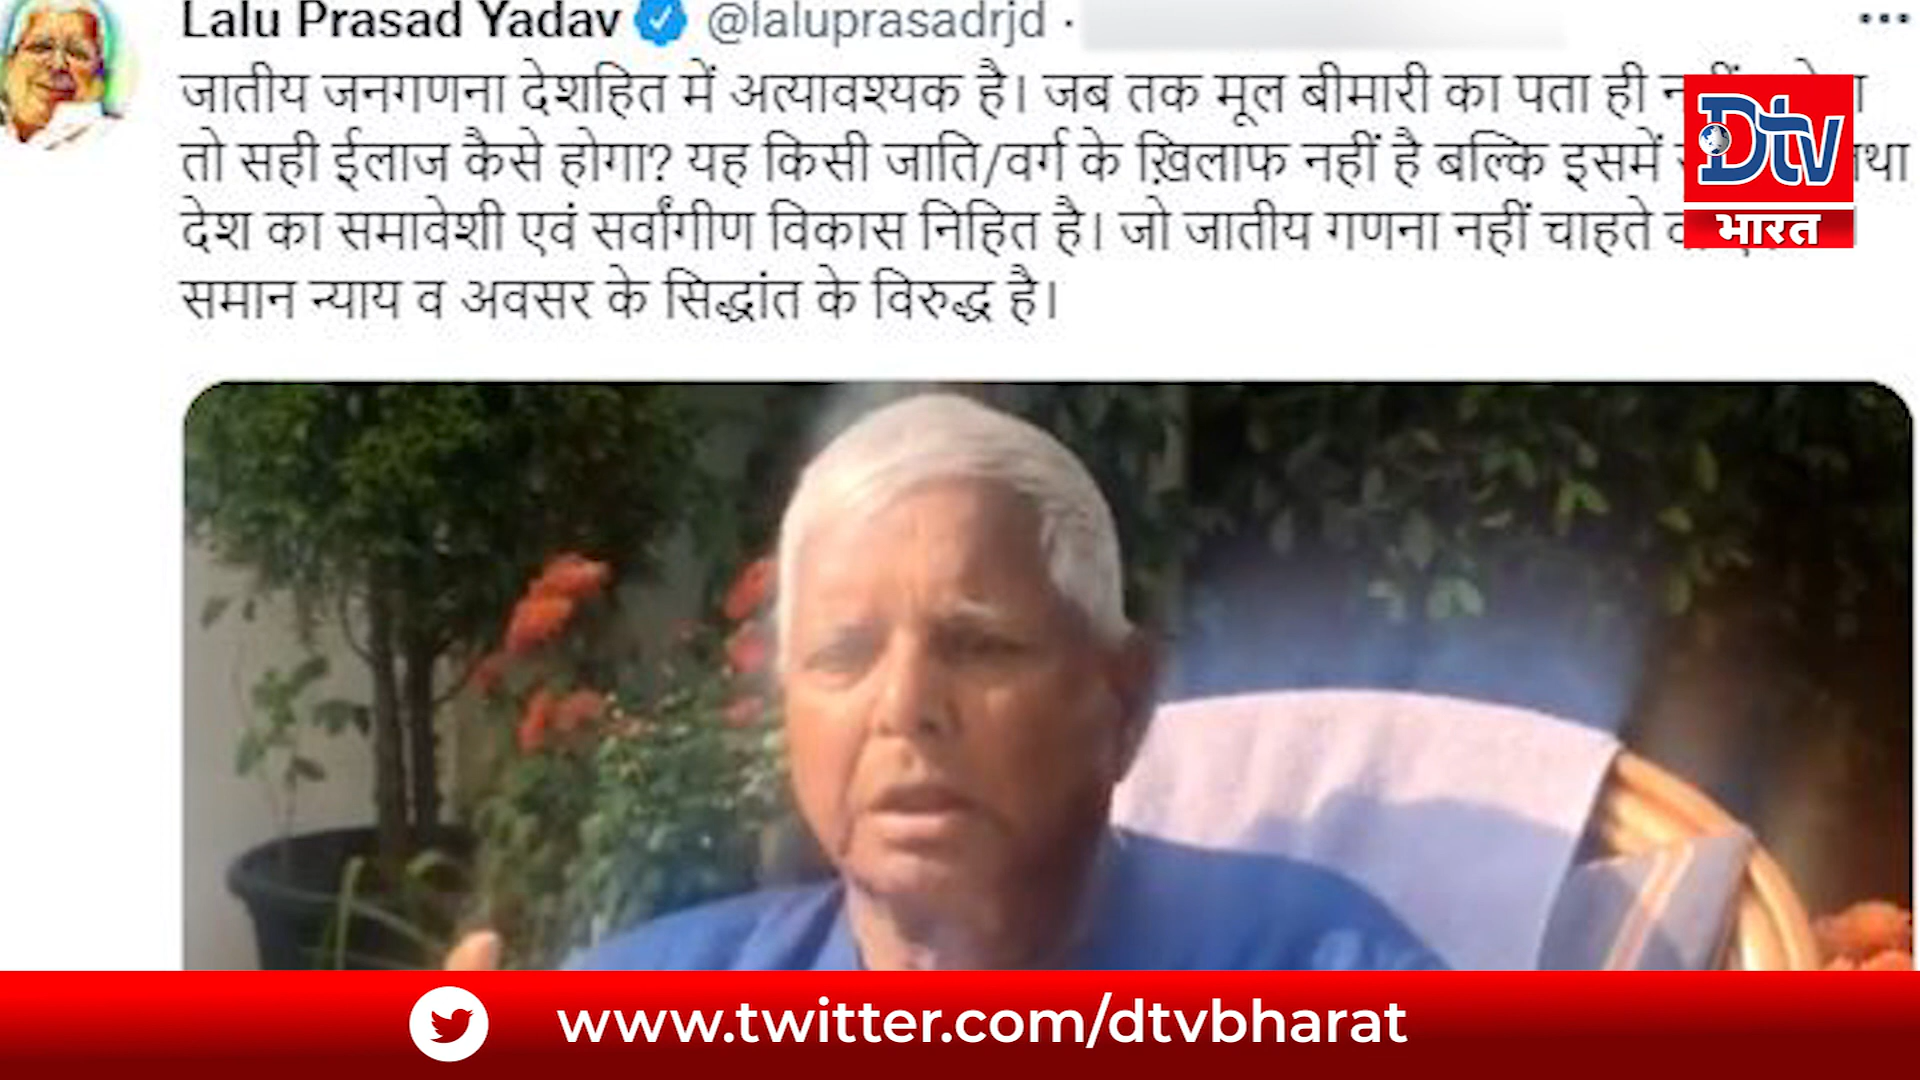 Lalu Prasad Yadav @laluprasadrjd ·
जातीय जनगणना देशहित में अत्यावश्यक है। जब तक मूल बीमारी का पता ही
तो सही ईलाज कैसे होगा? यह किसी जाति/वर्ग के ख़िलाफ नहीं है बल्कि इसमें
देश का समावेशी एवं सर्वांगीण विकास निहित है। जो जातीय गणना नहीं चाहते
समान न्याय व अवसर के सिद्धांत के विरुद्ध है।
Dtv
भारत
www.twitter.com/dtvbharat